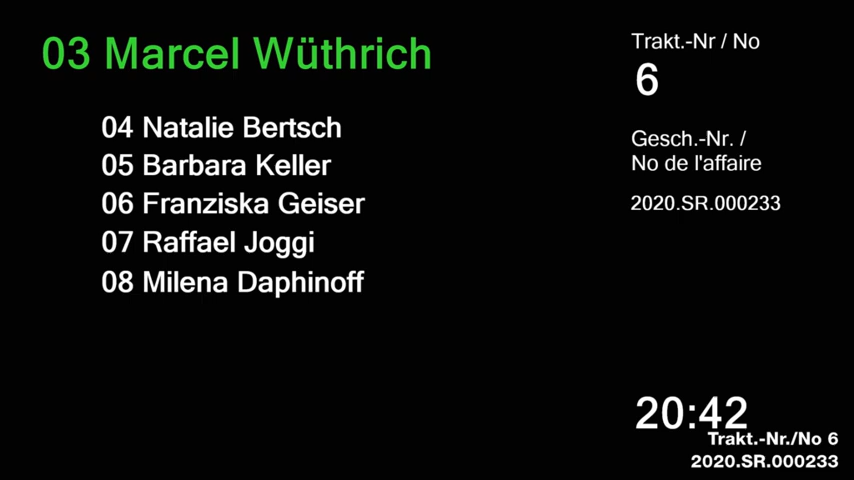 03 Marcel Wüthrich
04 Natalie Bertsch
05 Barbara Keller
06 Franziska Geiser
07 Raffael Joggi
08 Milena Daphinoff
Trakt.-Nr / No
6
Gesch.-Nr. /
No de l'affaire
2020.SR.000233
20:42
Trakt.-Nr./No 6
2020.SR.000233